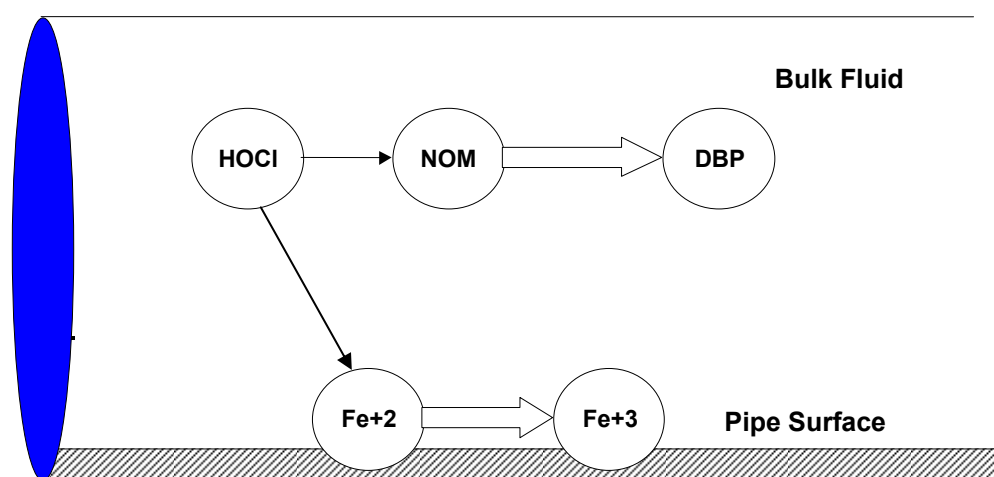 Bulk Fluid
HOCl
NOM
DBP
Fe+2
Fe+3
Pipe Surface